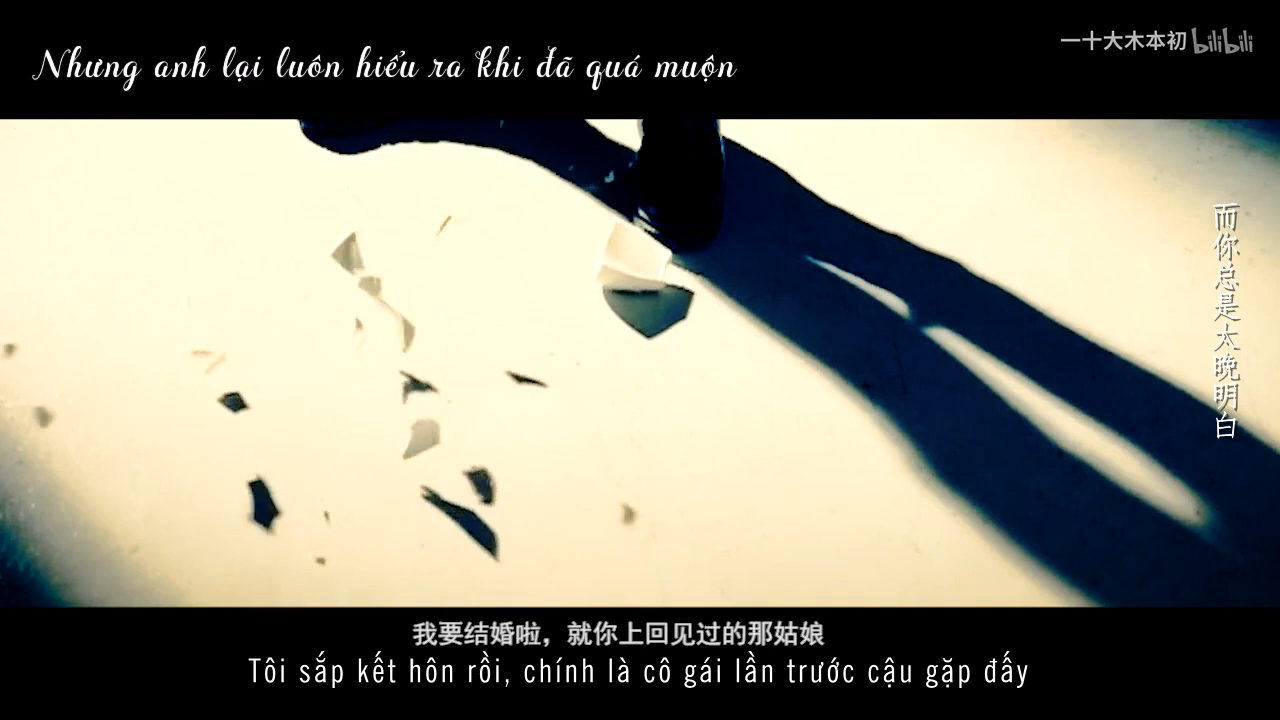 Nhưng anh lại luôn hiểu ra khi đã quá muộn
一十大木本初 bilibili
而你总是太晚明白
我要结婚啦，就你上回见过的那姑娘
Tôi sắp kết hôn rồi, chính là cô gái lần trước cậu gặp đấy